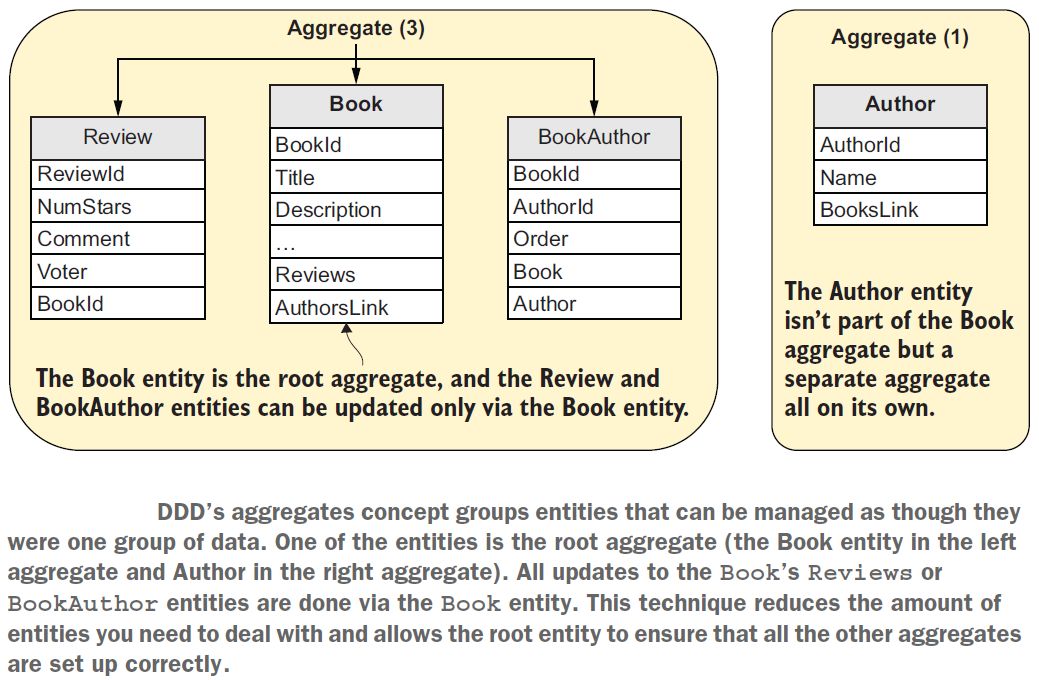 Aggregate (3)
Review
ReviewId
NumStars
Comment
Voter
BookId
Book
BookId
Title
Description
…
Reviews
AuthorsLink
BookAuthor
BookId
AuthorId
Order
Book
Author
The Book entity is the root aggregate, and the Review and
BookAuthor entities can be updated only via the Book entity.
Aggregate (1)
Author
AuthorId
Name
BooksLink
The Author entity
isn’t part of the Book
aggregate but a
separate aggregate
all on its own.
DDD’s aggregates concept groups entities that can be managed as though they
were one group of data. One of the entities is the root aggregate (the Book entity in the left
aggregate and Author in the right aggregate). All updates to the Book’s Reviews or
BookAuthor entities are done via the Book entity. This technique reduces the amount of
entities you need to deal with and allows the root entity to ensure that all the other aggregates
are set up correctly.